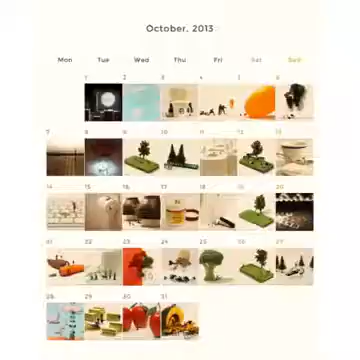 October, 2013
Mon Tue Wed Thu Fri Sat Sun
1 2 3 4 5 6
7 8 9 10 11 12 13
14 15 16 17 18 19 20
21 22 23 24 25 26 27
28 29 30 31